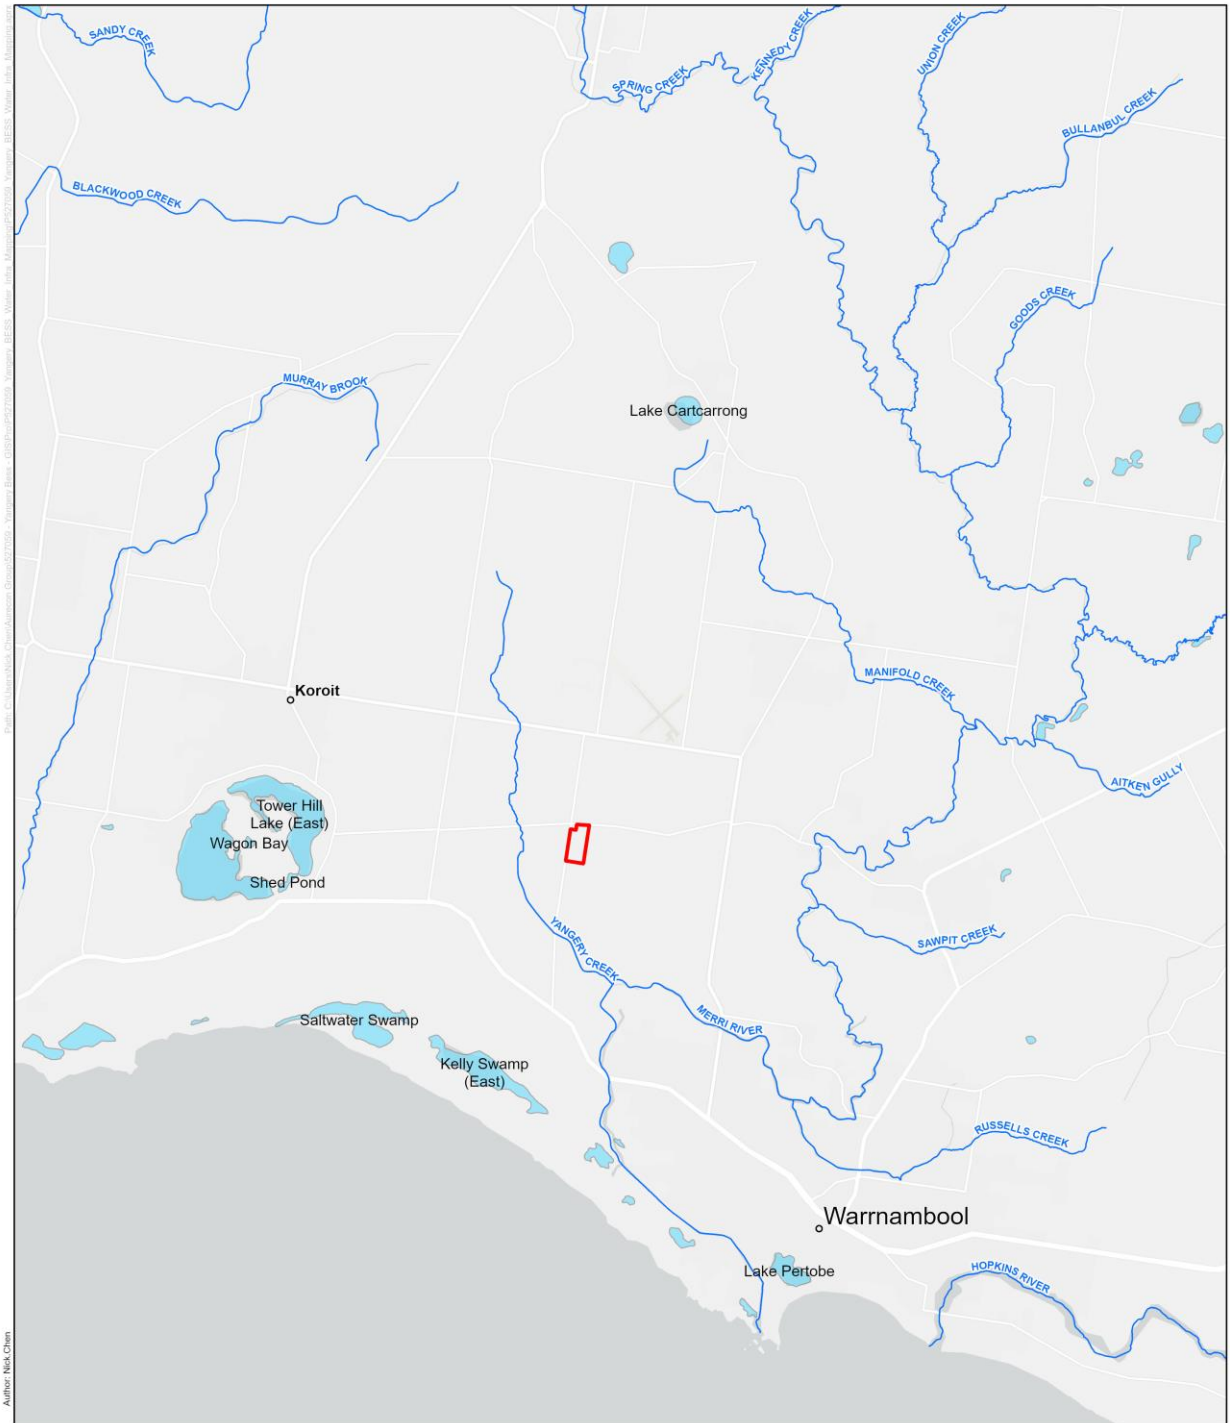 SANDY CREEK
SPRING CREEK
KENNEDY CREEK
UNION CREEK
BULLANBUL CREEK
BLACKWOOD CREEK
GOODS CREEK
MURRAY BROOK
Lake Cartcarrong
MANIFOLD CREEK
Koroit
AITKEN GULLY
Tower Hill
Lake (East)
Wagon Bay
Shed Pond
YANGERY CREEK
SAWPIT CREEK
Saltwater Swamp
MERRI RIVER
Kelly Swamp
(East)
RUSSELLS CREEK
Warrnambool
Lake Pertobe
HOPKINS RIVER
Author: Nick.Chen